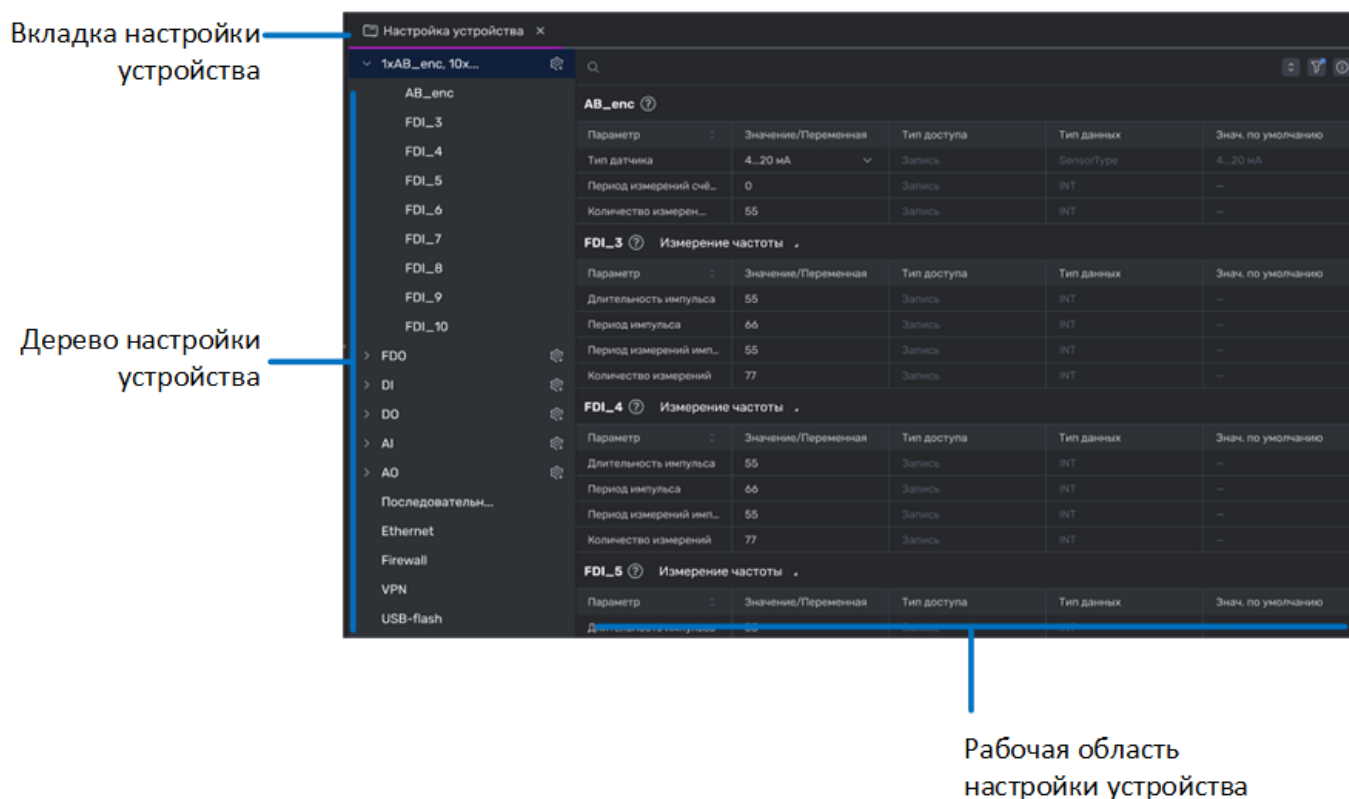 Вкладка настройки
устройства
Дерево настройки
устройства
Настройка устройства
1xAB_enc, 10x...
AB_enc
FDI_3
FDI_4
FDI_5
FDI_6
FDI_7
FDI_8
FDI_9
FDI_10
FDO
DI
DO
AI
AO
Последовательн...
Ethernet
Firewall
VPN
USB-flash
AB_enc
Параметр Значение/Переменная Тип доступа Тип данных Знач. по умолчанию
Тип датчика 4...20 мА Запись SensorType 4...20 мА
Период измерений счё... 0 Запись INT —
Количество измерен... 55 Запись INT —
FDI_3 Измерение частоты
Параметр Значение/Переменная Тип доступа Тип данных Знач. по умолчанию
Длительность импульса 55 Запись INT —
Период импульса 66 Запись INT —
Период измерений имп... 55 Запись INT —
Количество измерений 77 Запись INT —
FDI_4 Измерение частоты
Параметр Значение/Переменная Тип доступа Тип данных Знач. по умолчанию
Длительность импульса 55 Запись INT —
Период импульса 66 Запись INT —
Период измерений имп... 55 Запись INT —
Количество измерений 77 Запись INT —
FDI_5 Измерение частоты
Параметр Значение/Переменная Тип доступа Тип данных Знач. по умолчанию
Рабочая область
настройки устройства